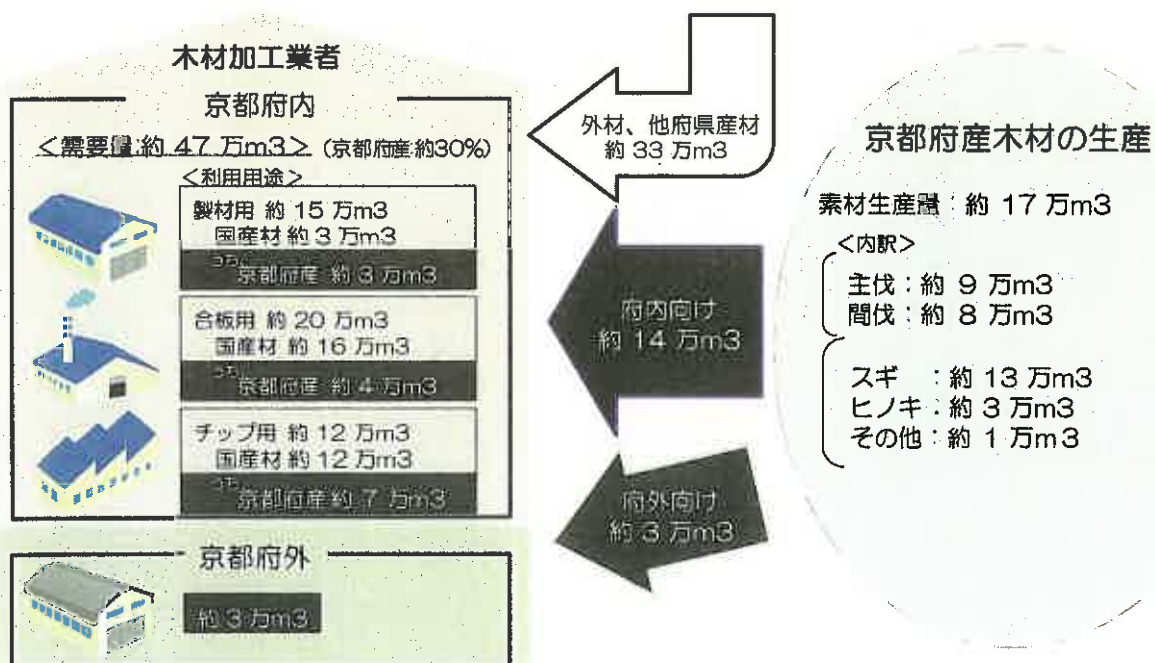 木材加工業者
京都府内
＜需要量:約 47 万m3＞ (京都府産:約30%)
＜利用用途＞
製材用 約 15 万m3
国産材 約 3 万m3
うち
京都府産 約 3 万m3
合板用 約 20 万m3
国産材 約 16 万m3
うち
京都府産 約 4 万m3
チップ用 約 12 万m3
国産材 約 12 万m3
うち
京都府産 約 7 万m3
京都府外
約 3 万m3
外材、他府県産材
約 33 万m3
府内向け
約 14 万m3
府外向け
約 3 万m3
京都府産木材の生産
素材生産量：約 17 万m3
＜内訳＞
主伐：約 9 万m3
間伐：約 8 万m3
スギ ：約 13 万m3
ヒノキ：約 3 万m3
その他：約 1 万m3